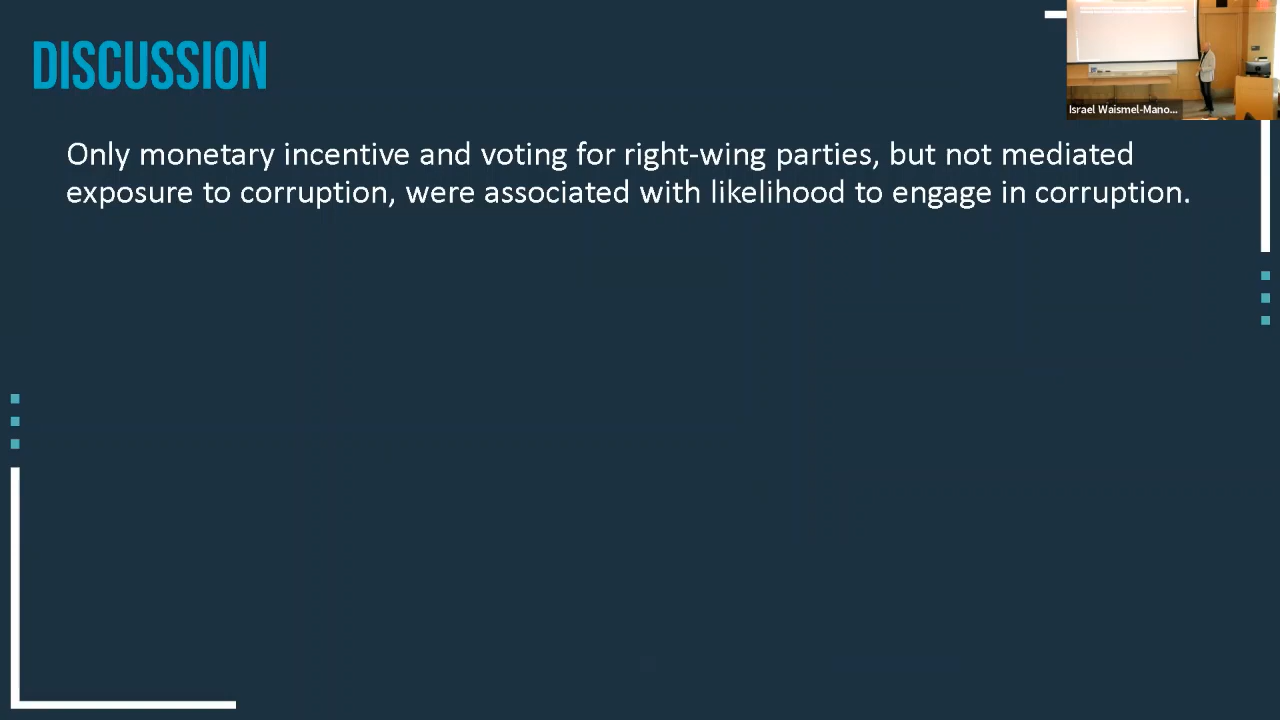 DISCUSSION
Israel Waismel-Mano...
Only monetary incentive and voting for right-wing parties, but not mediated
exposure to corruption, were associated with likelihood to engage in corruption.